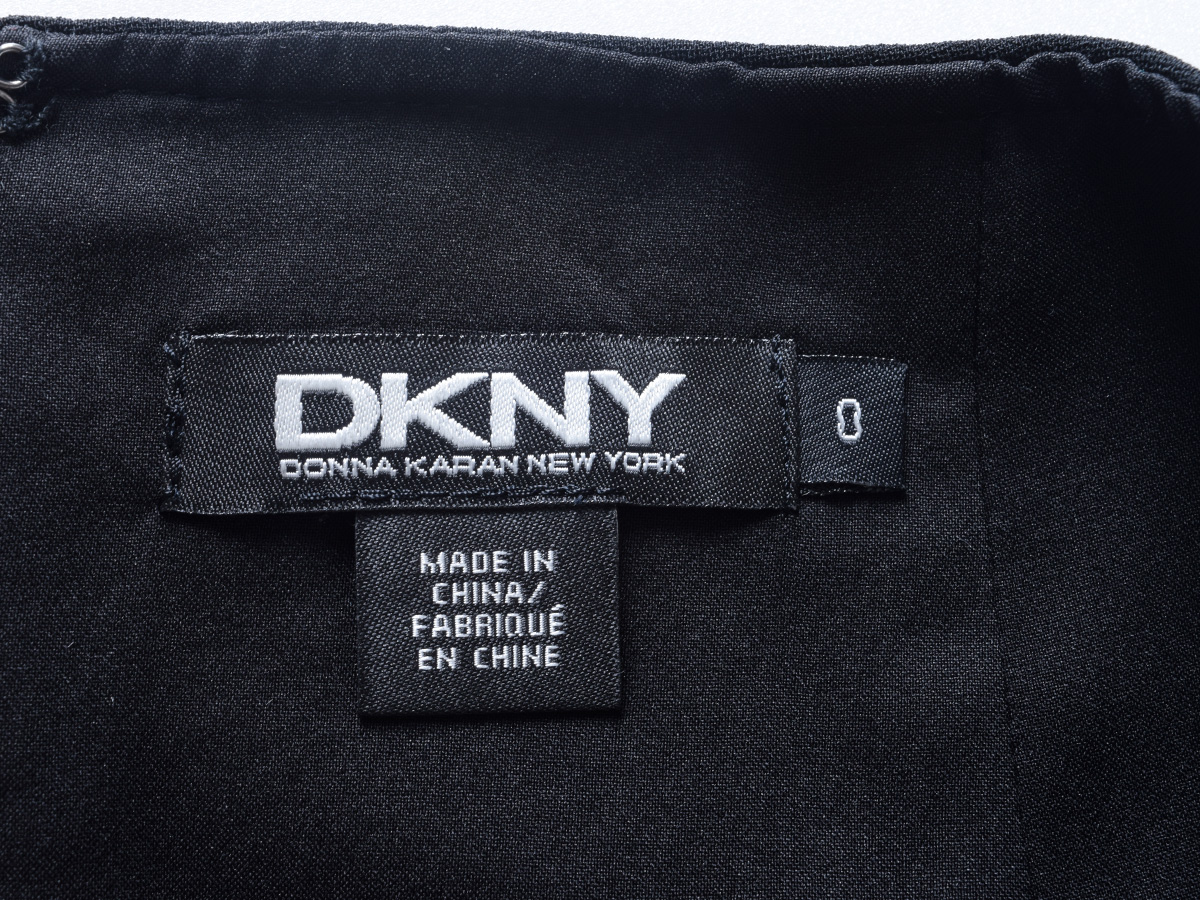 DKNY
DONNA KARAN NEW YORK
0
MADE IN
CHINA/
FABRIQUÉ
EN CHINE